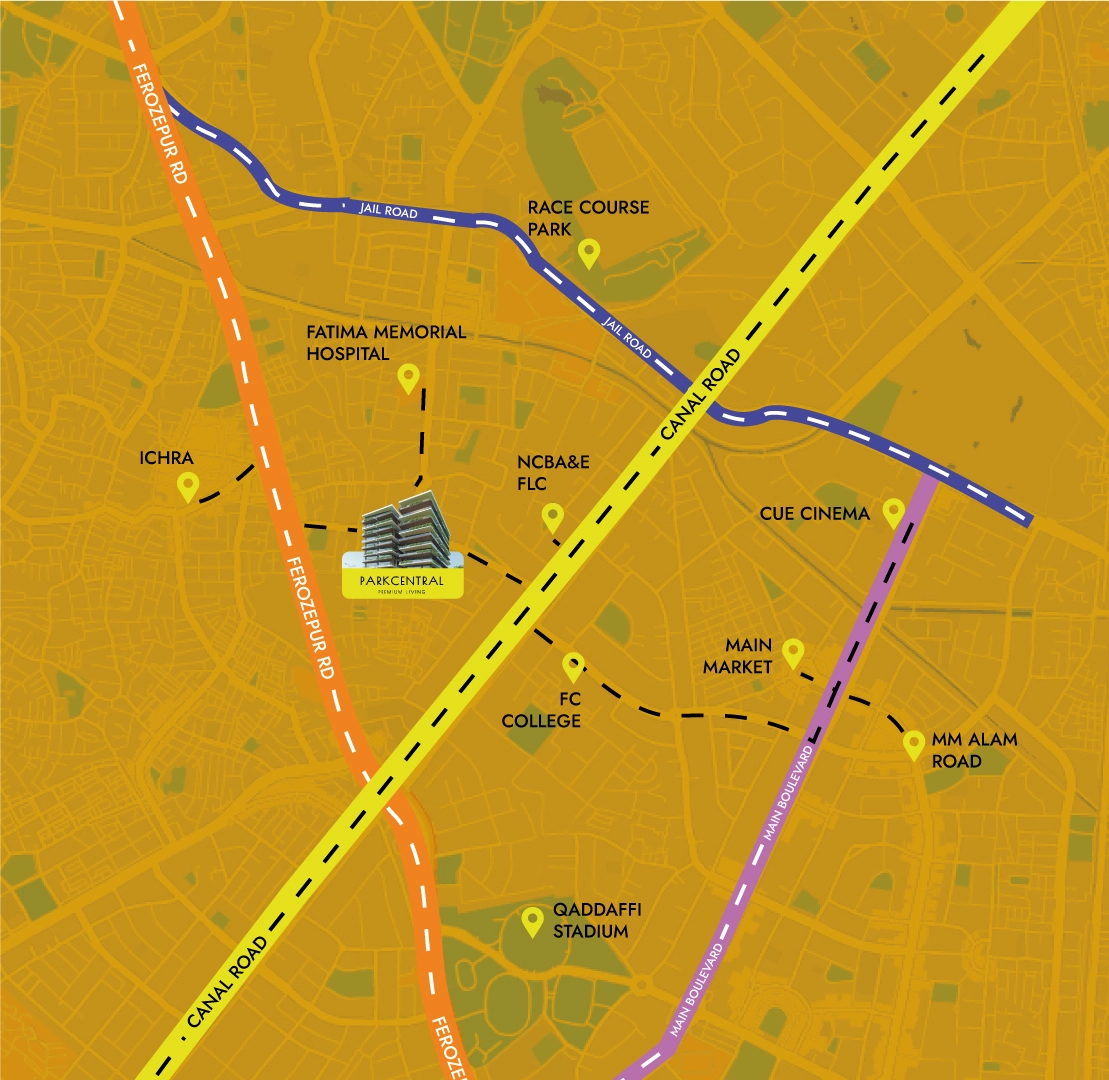 FEROZEPUR RD
JAIL ROAD
RACE COURSE
PARK
JAIL ROAD
FATIMA MEMORIAL
HOSPITAL
CANAL ROAD
ICHRA
NCBA&E
FLC
CUE CINEMA
PARKCENTRAL
PREMIUM LIVING
FEROZEPUR RD
MAIN
MARKET
FC
COLLEGE
MM ALAM
ROAD
MAIN BOULEVARD
QADDAFFI
STADIUM
CANAL ROAD
MAIN BOULEVARD
FEROZE